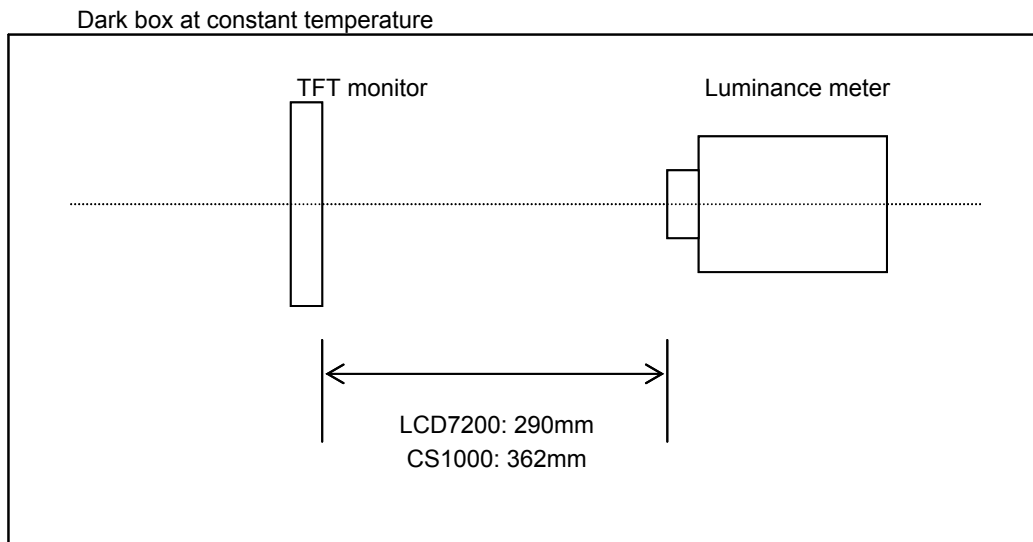 Dark box at constant temperature
TFT monitor
Luminance meter
LCD7200: 290mm
CS1000: 362mm